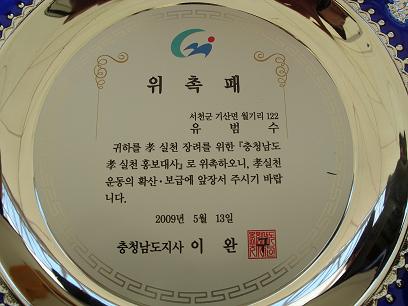 위 촉 패
서천군 기산면 월기리 122
유 범 수
귀하를 孝 실천 장려를 위한 『충청남도
孝 실천 홍보대사』로 위촉하오니, 孝실천
운동의 확산·보급에 앞장서 주시기 바랍
니다.
2009년 5월 13일
충청남도지사 이 완